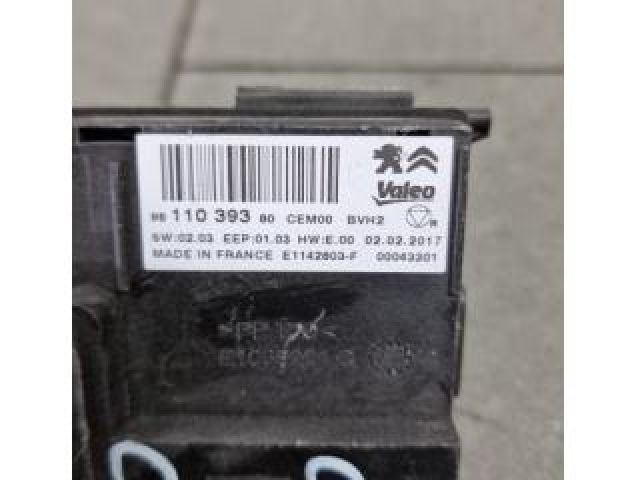 Valeo
98 110 393 80 CEM00 BVH2
SW:02.03 EEP:01.03 HW:E.00 02.02.2017
MADE IN FRANCE E1142603-F 00043301